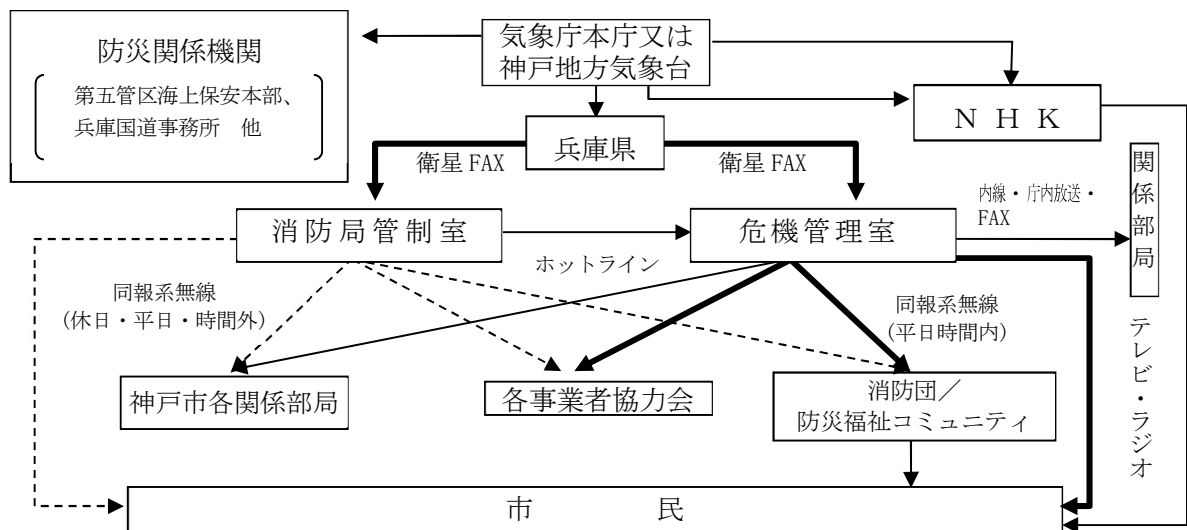 防災関係機関
第五管区海上保安本部、
兵庫国道事務所 他
気象庁本庁又は
神戸地方気象台
NHK
兵庫県
衛星 FAX
衛星 FAX
関係部局
内線・庁内放送・
FAX
消防局管制室
危機管理室
ホットライン
同報系無線
(休日・平日・時間外)
同報系無線
(平日時間内)
テレビ・ラジオ
神戸市各関係部局
各事業者協力会
消防団/
防災福祉コミュニティ
市民